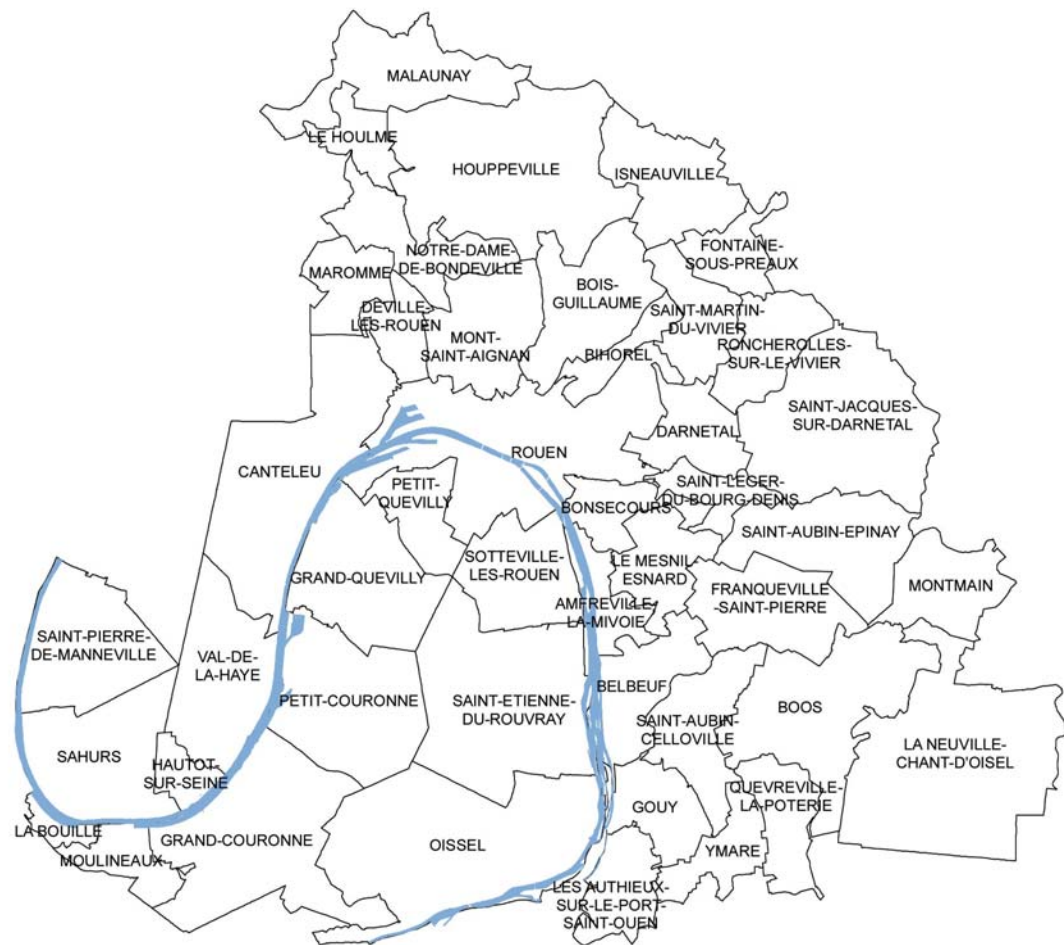 MALAUNAY
LE HOULME
HOUPPEVILLE
ISNEAUVILLE
NOTRE-DAME-
DE-BONDEVILLE
FONTAINE-
SOUS-PREAUX
MAROMME
BOIS-
GUILLAUME
DEVILLE-
LES-ROUEN
SAINT-MARTIN-
DU-VIVIER
MONT-
SAINT-AIGNAN
BIHOREL
RONCHEROLLES-
SUR-LE-VIVIER
SAINT-JACQUES-
SUR-DARNETAL
DARNETAL
ROUEN
CANTELEU
PETIT-
QUEVILLY
SAINT-LEGER-
DU-BOURG-DENIS
BONSECOURS
SAINT-AUBIN-EPINAY
SOTTEVILLE-
LES-ROUEN
LE MESNIL-
ESNARD
GRAND-QUEVILLY
FRANQUEVILLE
-SAINT-PIERRE
MONTMAIN
AMFREVILLE-
LA-MIVOIE
SAINT-PIERRE-
DE-MANNEVILLE
VAL-DE-
LA-HAYE
BELBEUF
PETIT-COURONNE
SAINT-ETIENNE-
DU-ROUVRAY
SAINT-AUBIN-
CELLOVILLE
BOOS
LA NEUVILLE-
CHANT-D'OISEL
SAHURS
HAUTOT-
SUR-SEINE
QUEVREVILLE-
LA-POTERIE
GOUY
LA BOUILLE
GRAND-COURONNE
OISSEL
YMARE
MOULINEAUX
LES AUTHIEUX-
SUR-LE-PORT-
SAINT-OUEN